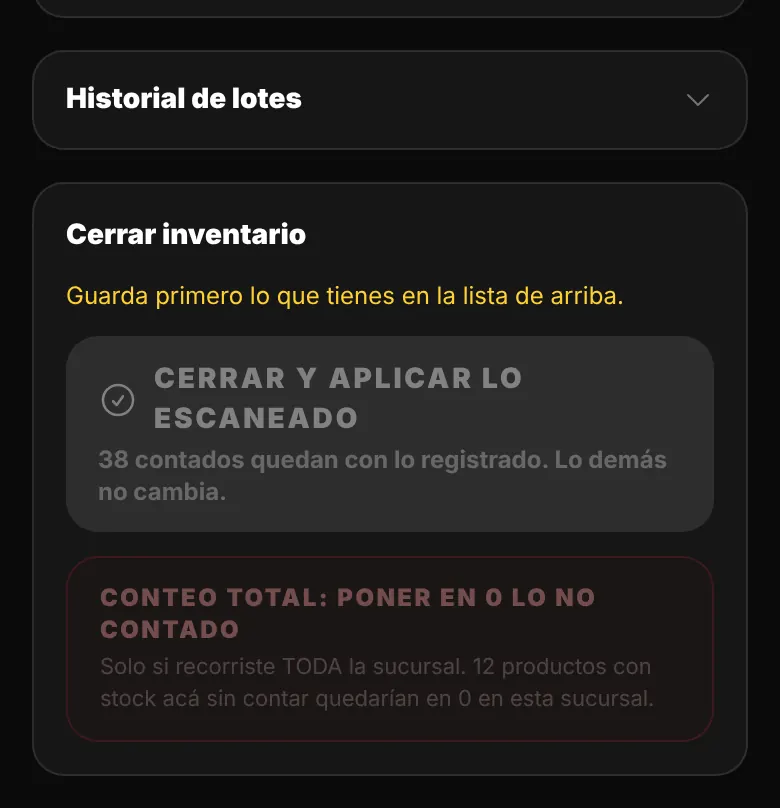 Historial de lotes
Cerrar inventario
Guarda primero lo que tienes en la lista de arriba.
CERRAR Y APLICAR LO
ESCANEADO
38 contados quedan con lo registrado. Lo demás
no cambia.
CONTEO TOTAL: PONER EN 0 LO NO
CONTADO
Solo si recorriste TODA la sucursal. 12 productos con
stock acá sin contar quedarían en 0 en esta sucursal.